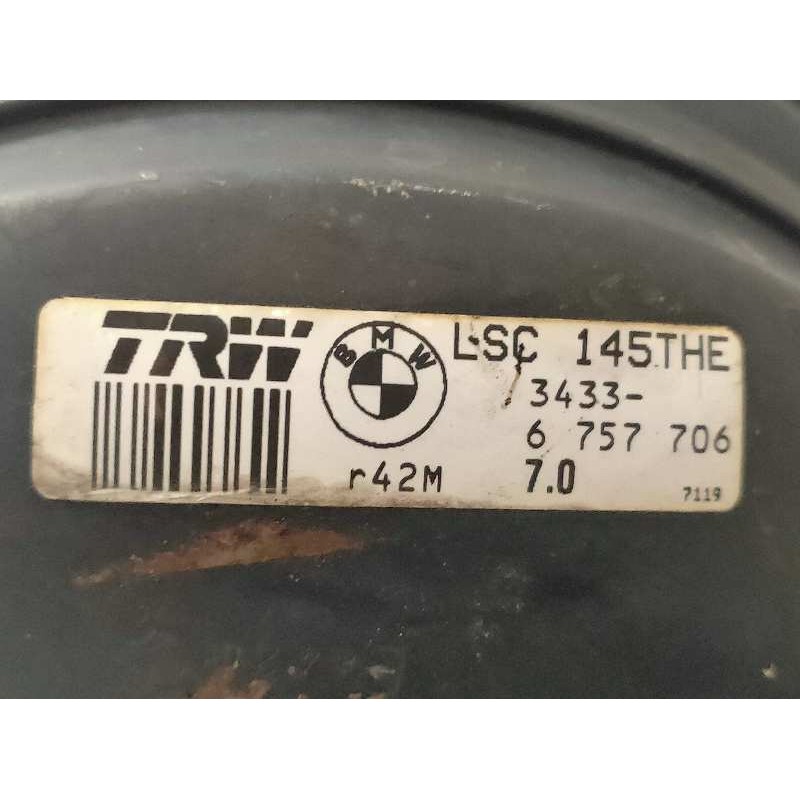 TRW BMW LSC 145THE
3433-
6 757 706
r42M 7.0 7119